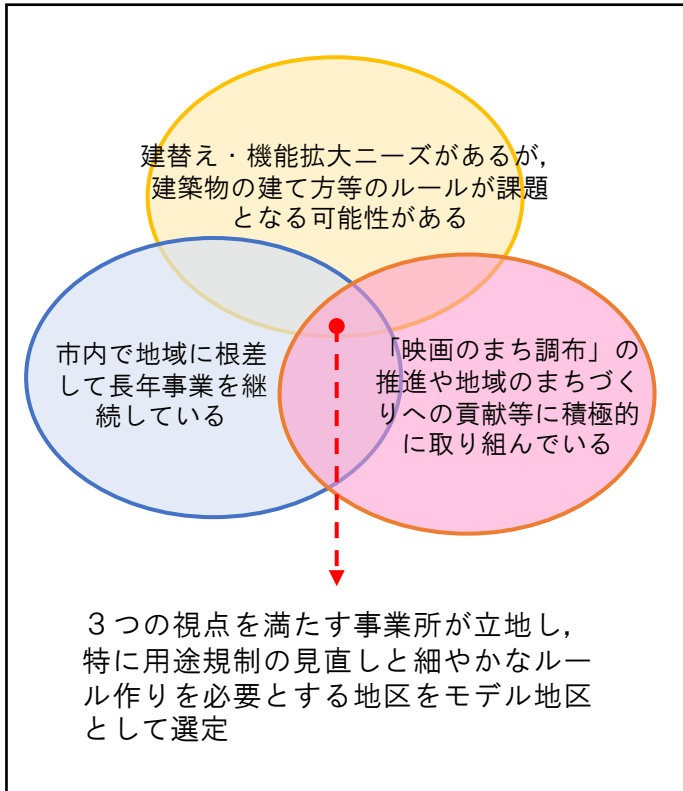 建替え・機能拡大ニーズがあるが,
建築物の建て方等のルールが課題
となる可能性がある
市内で地域に根差
して長年事業を継
続している
「映画のまち調布」の
推進や地域のまちづく
りへの貢献等に積極的
に取り組んでいる
３つの視点を満たす事業所が立地し,
特に用途規制の見直しと細やかなルー
ル作りを必要とする地区をモデル地区
として選定